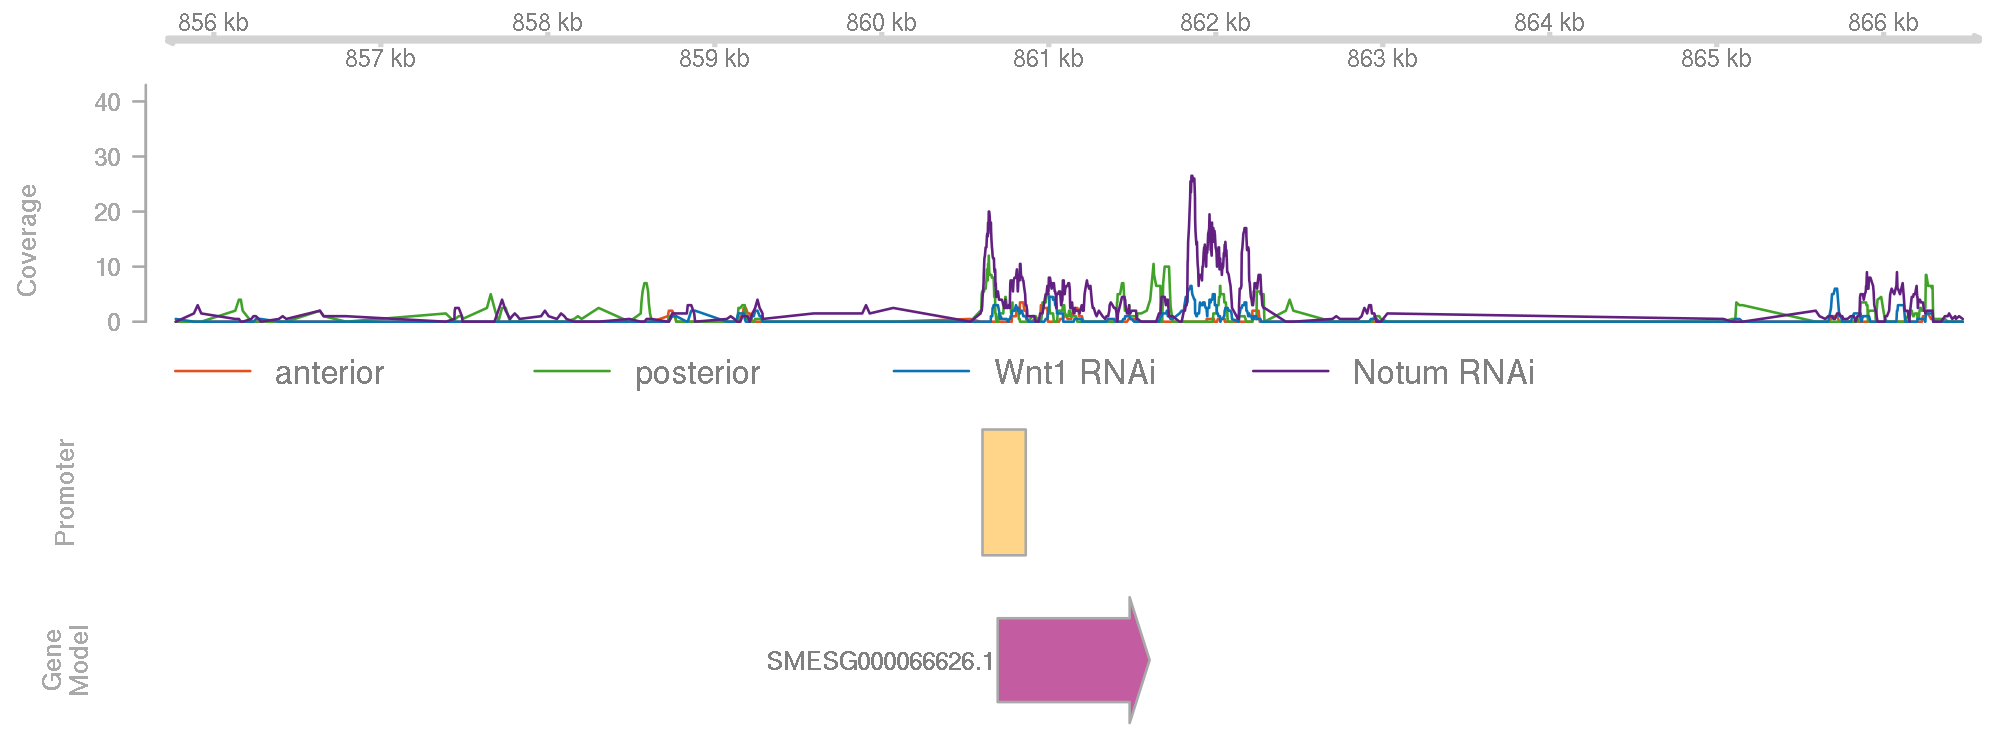 856 kb 858 kb 860 kb 862 kb 864 kb 866 kb
857 kb 859 kb 861 kb 863 kb 865 kb
Coverage
40
30
20
10
0
anterior posterior Wnt1 RNAi Notum RNAi
Promoter
Gene
Model
SMESG000066626.1